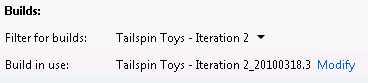 Builds:
Filter for builds: Tailspin Toys - Iteration 2
Build in use: Tailspin Toys - Iteration 2_20100318.3 Modify